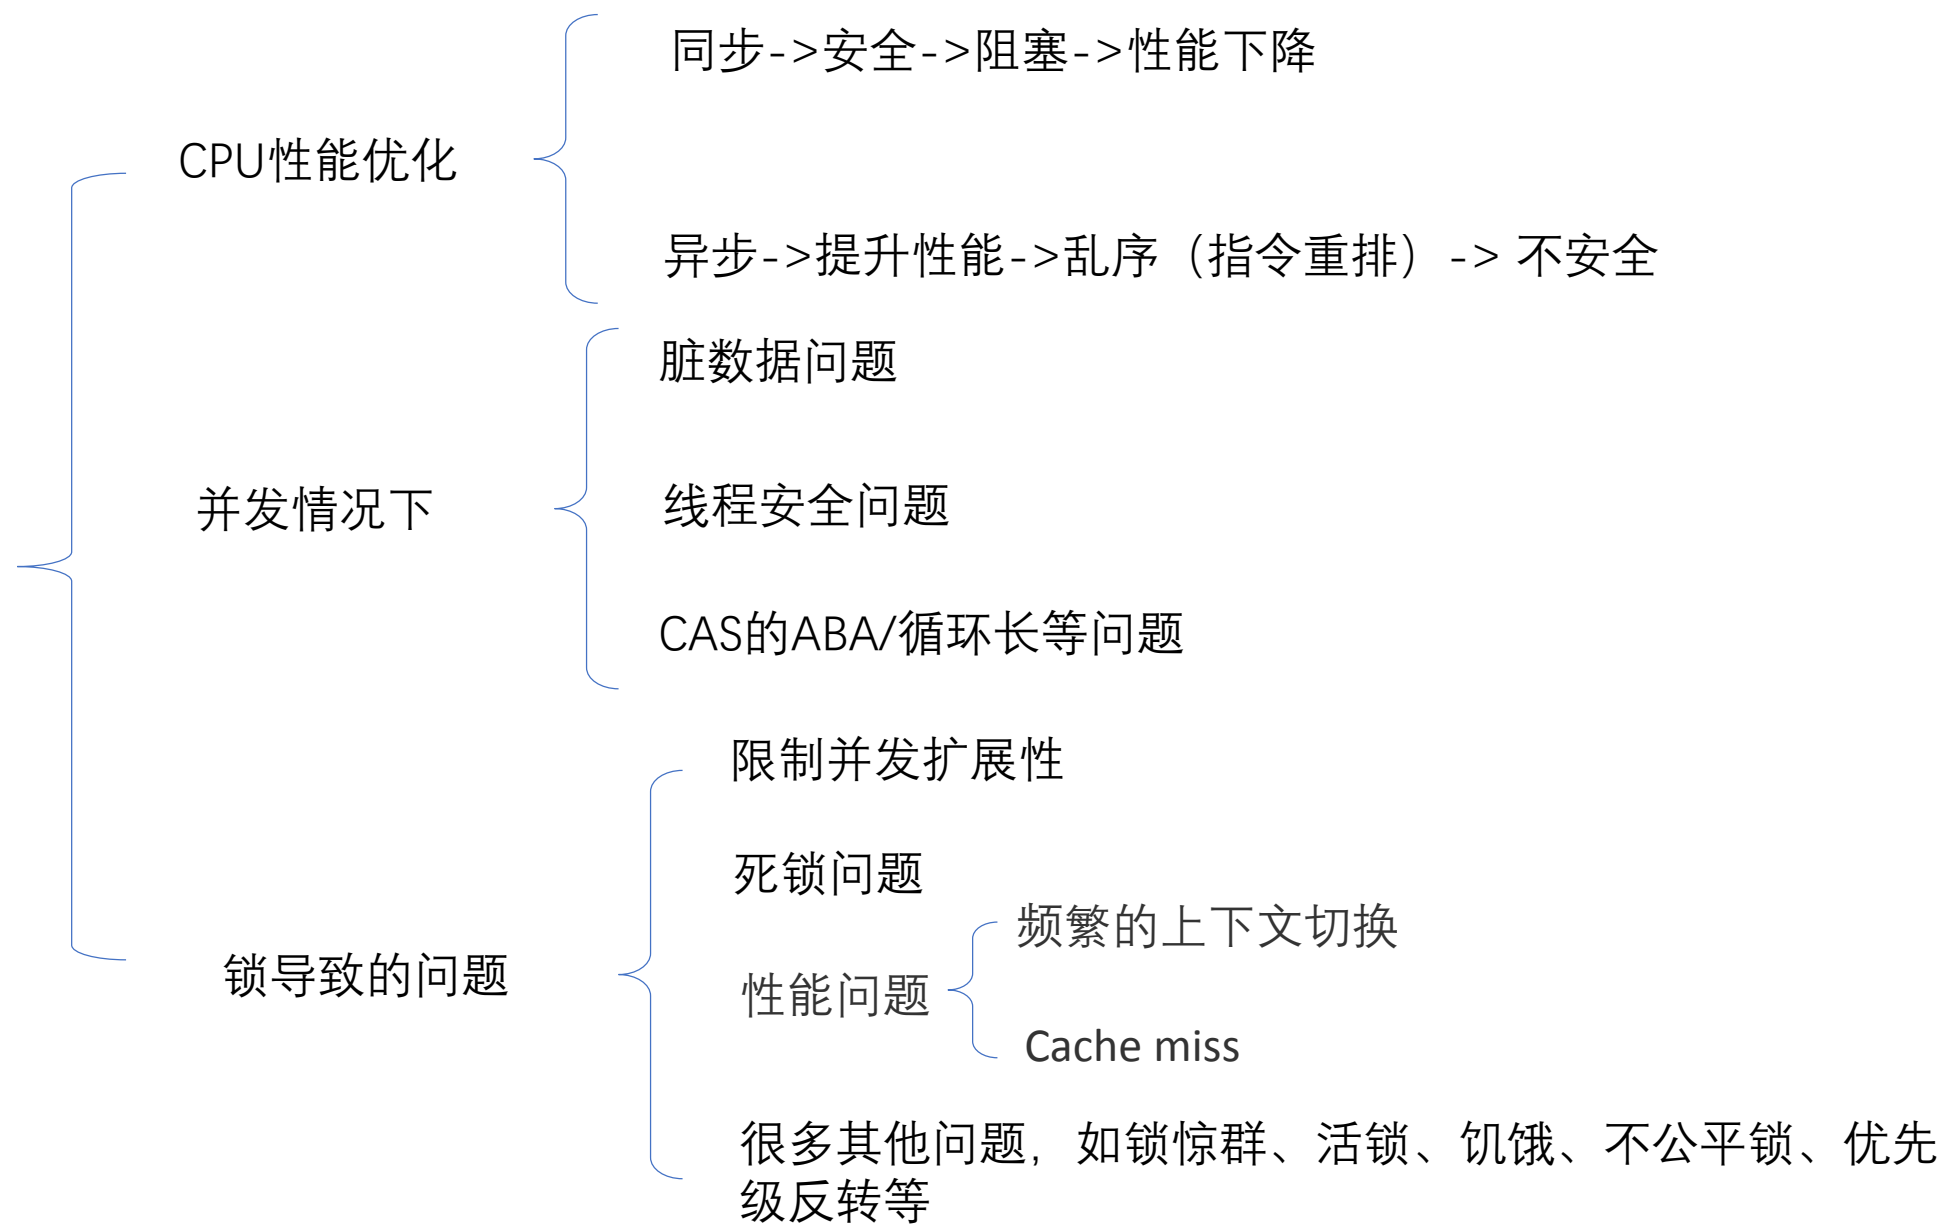 同步->安全->阻塞->性能下降
CPU性能优化
异步->提升性能->乱序（指令重排）-> 不安全
脏数据问题
并发情况下
线程安全问题
CAS的ABA/循环长等问题
限制并发扩展性
死锁问题
频繁的上下文切换
锁导致的问题
性能问题
Cache miss
很多其他问题，如锁惊群、活锁、饥饿、不公平锁、优先
级反转等